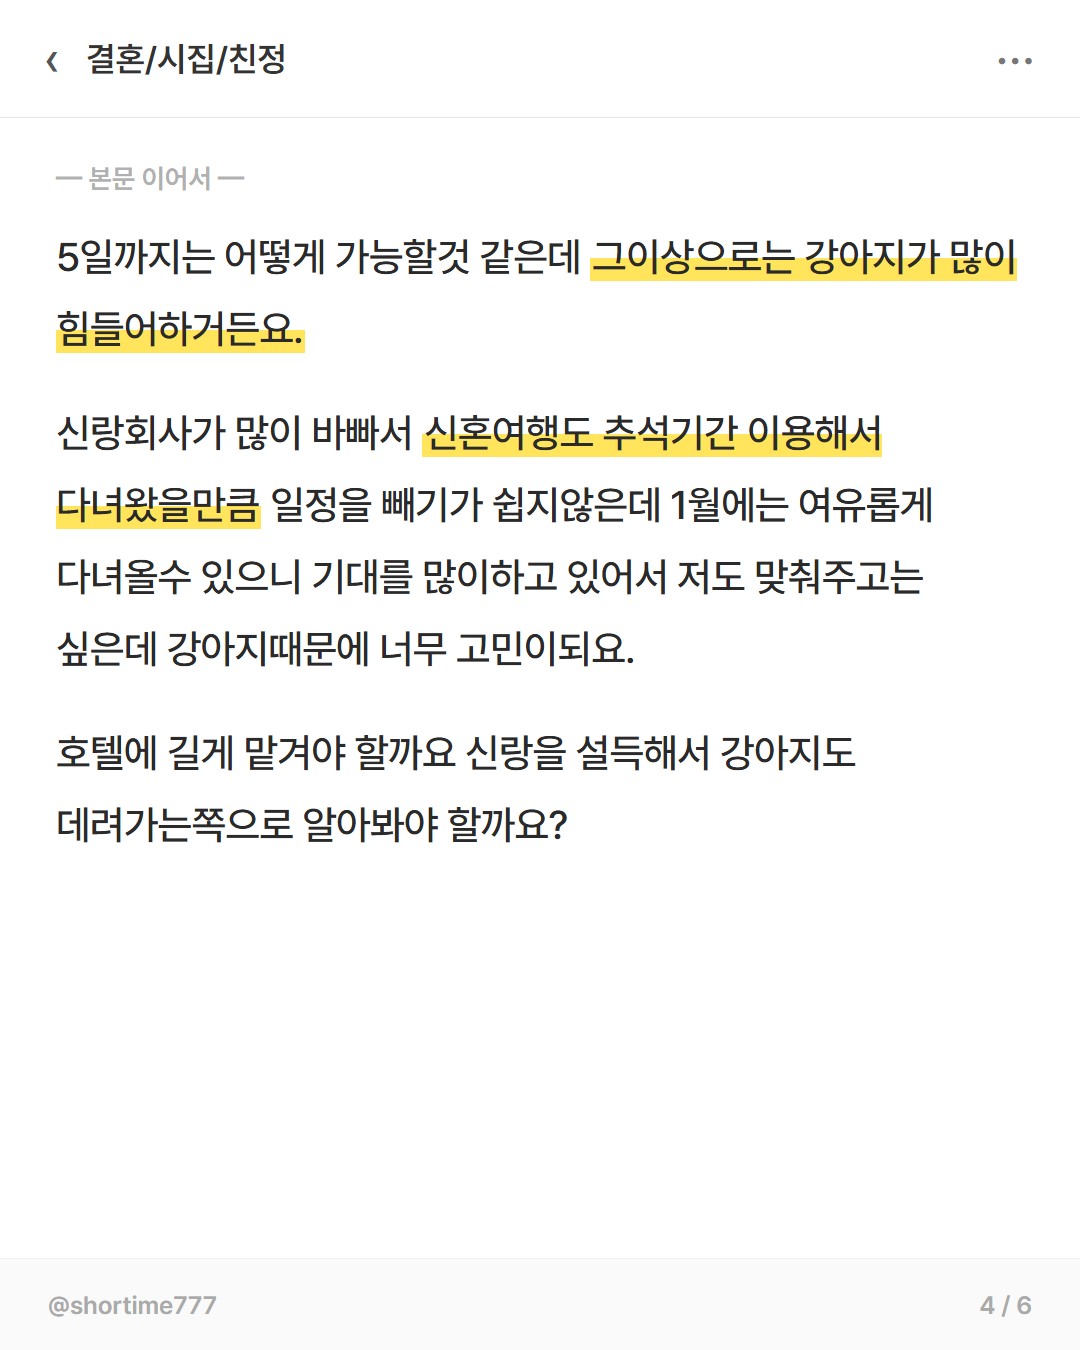 ‹ 결혼/시집/친정 •••
— 본문 이어서 —
5일까지는 어떻게 가능할것 같은데 그이상으로는 강아지가 많이
힘들어하거든요.
신랑회사가 많이 바빠서 신혼여행도 추석기간 이용해서
다녀왔을만큼 일정을 빼기가 쉽지않은데 1월에는 여유롭게
다녀올수 있으니 기대를 많이하고 있어서 저도 맞춰주고는
싶은데 강아지때문에 너무 고민이되요.
호텔에 길게 맡겨야 할까요 신랑을 설득해서 강아지도
데려가는쪽으로 알아봐야 할까요?
@shortime777 4 / 6